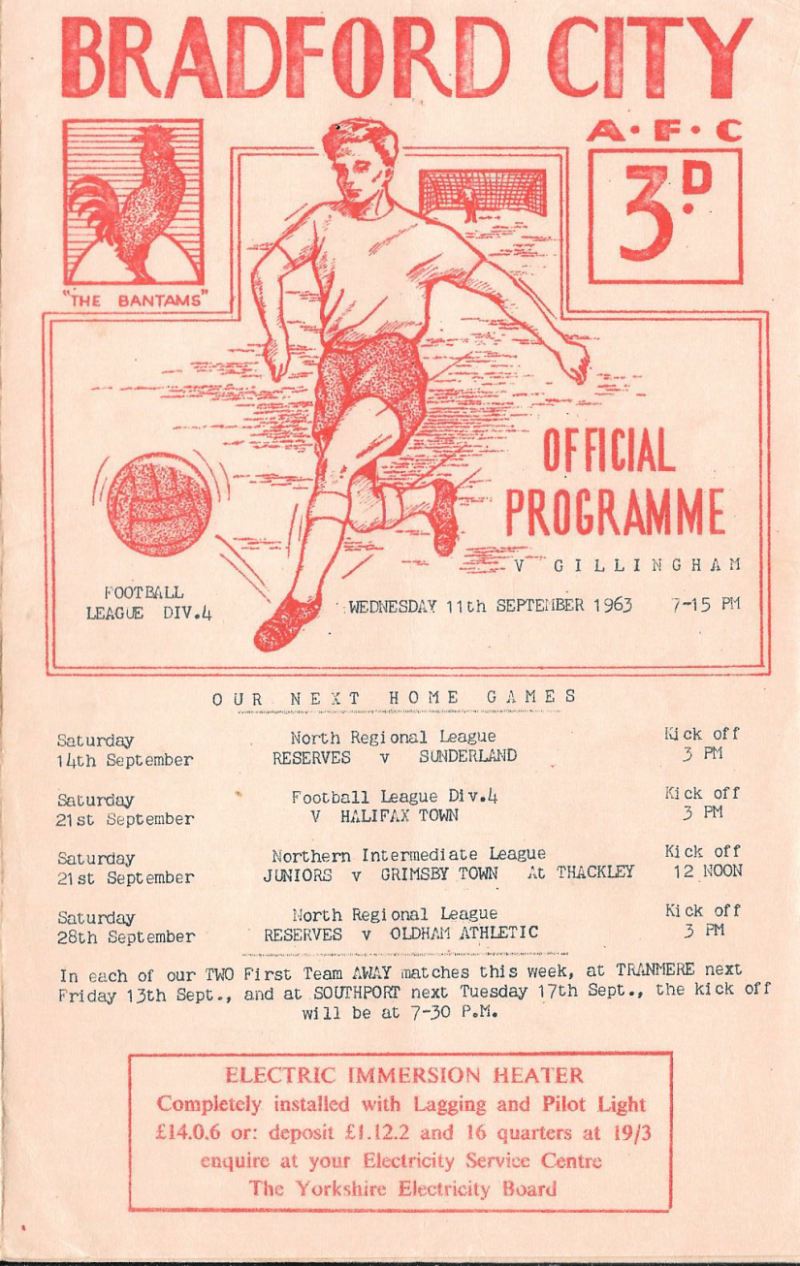 BRADFORD CITY
A·F·C
3D.
"THE BANTAMS"
OFFICIAL
PROGRAMME
V GILLINGHAM
FOOTBALL
LEAGUE DIV.4
WEDNESDAY 11th SEPTEMBER 1963 7-15 PM
OUR NEXT HOME GAMES
Saturday North Regional League Kick off
14th September RESERVES v SUNDERLAND 3 PM
Saturday Football League Div.4 Kick off
21st September V HALIFAX TOWN 3 PM
Saturday Northern Intermediate League Kick off
21st September JUNIORS v GRIMSBY TOWN At THACKLEY 12 NOON
Saturday North Regional League Kick off
28th September RESERVES v OLDHAM ATHLETIC 3 PM
In each of our TWO First Team AWAY matches this week, at TRANMERE next
Friday 13th Sept., and at SOUTHPORT next Tuesday 17th Sept., the kick off
will be at 7-30 P.M.
ELECTRIC IMMERSION HEATER
Completely installed with Lagging and Pilot Light
£14.0.6 or: deposit £1.12.2 and 16 quarters at 19/3
enquire at your Electricity Service Centre
The Yorkshire Electricity Board